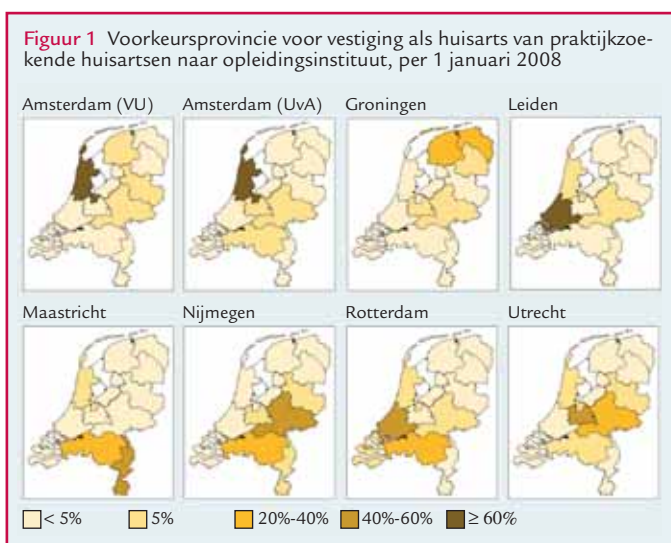 Figuur 1 Voorkeursprovincie voor vestiging als huisarts van praktijkzoe-
kende huisartsen naar opleidingsinstituut, per 1 januari 2008
Amsterdam (VU) Amsterdam (UvA) Groningen Leiden
Maastricht Nijmegen Rotterdam Utrecht
< 5% 5% 20%-40% 40%-60% ≥ 60%